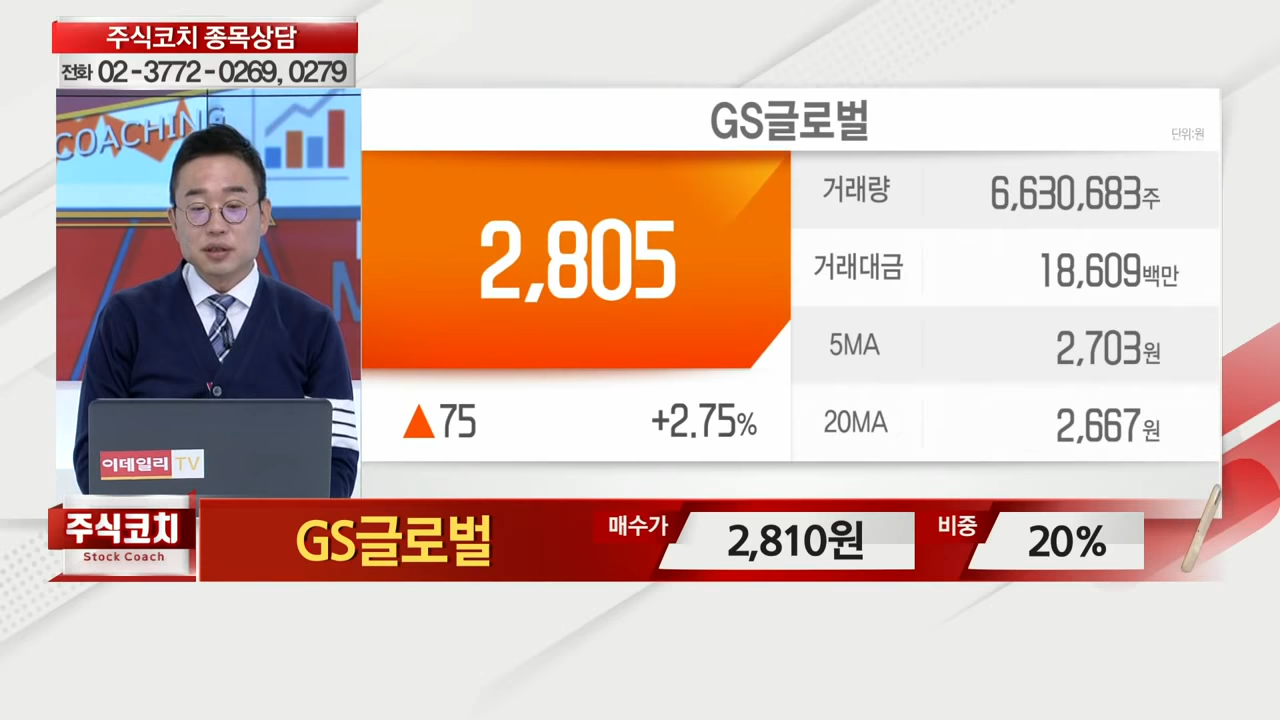 주식코치 종목상담
전화 02-3772-0269, 0279
COACHING
GS글로벌
단위:원
2,805
▲75 +2.75%
거래량 6,630,683주
거래대금 18,609백만
5MA 2,703원
20MA 2,667원
이데일리TV
주식코치
Stock Coach
GS글로벌 매수가 2,810원 비중 20%